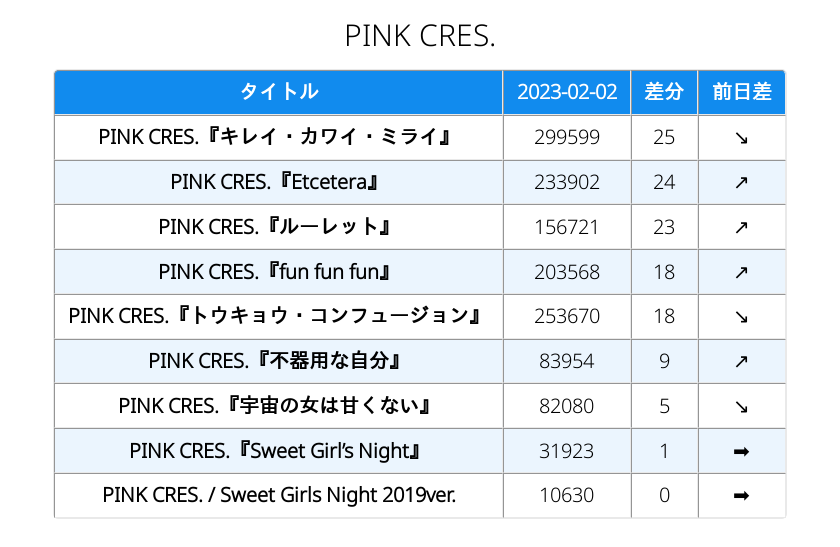 PINK CRES.
タイトル 2023-02-02 差分 前日差
PINK CRES.『キレイ・カワイ・ミライ』 299599 25 ↘
PINK CRES.『Etcetera』 233902 24 ↗
PINK CRES.『ルーレット』 156721 23 ↗
PINK CRES.『fun fun fun』 203568 18 ↗
PINK CRES.『トウキョウ・コンフュージョン』 253670 18 ↘
PINK CRES.『不器用な自分』 83954 9 ↗
PINK CRES.『宇宙の女は甘くない』 82080 5 ↘
PINK CRES.『Sweet Girl’s Night』 31923 1 ➡
PINK CRES. / Sweet Girls Night 2019ver. 10630 0 ➡